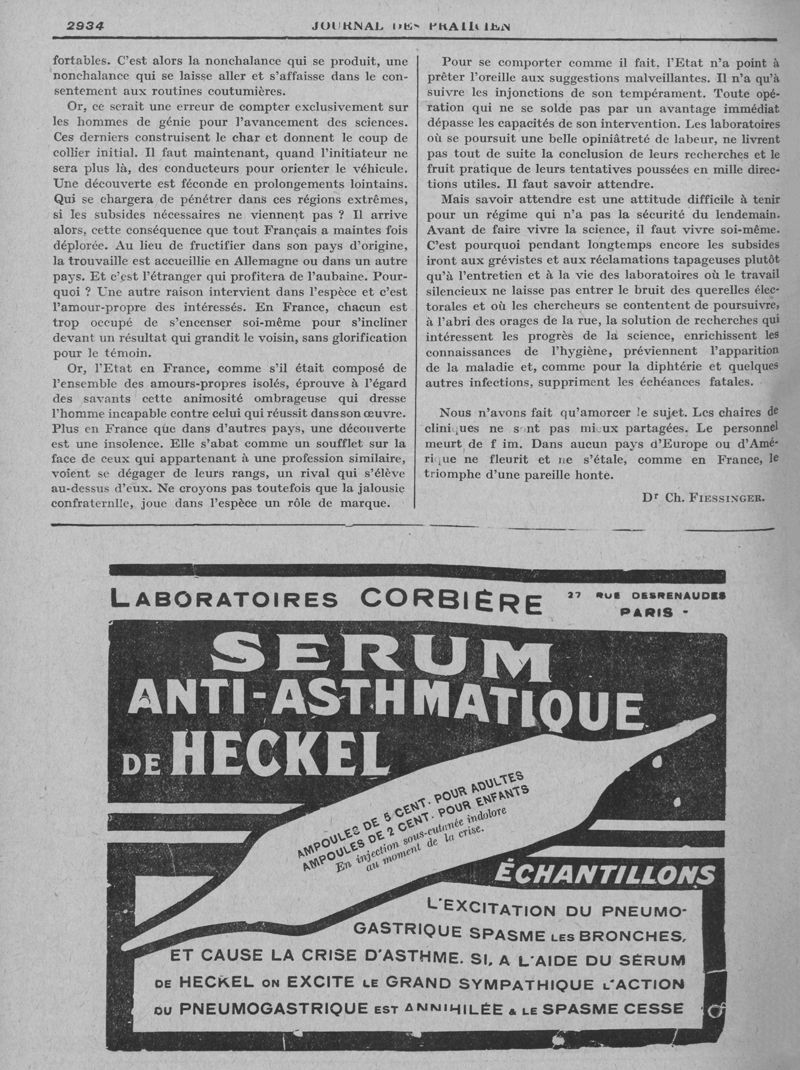 2934
JOURNAL DES PRATICIEN
fortables. C'est alors la nonchalance qui se produit, une
nonchalance qui se laisse aller et s'affaisse dans le con-
sentement aux routines coutumières.
Or, ce serait une erreur de compter exclusivement sur
les hommes de génie pour l'avancement des sciences.
Ces derniers construisent le char et donnent le coup de
collier initial. Il faut maintenant, quand l'initiateur ne
sera plus là, des conducteurs pour orienter le véhicule.
Une découverte est féconde en prolongements lointains.
Qui se chargera de pénétrer dans ces régions extrêmes,
si les subsides nécessaires ne viennent pas ? Il arrive
alors, cette conséquence que tout Français a maintes fois
déplorée. Au lieu de fructifier dans son pays d'origine,
la trouvaille est accueillie en Allemagne ou dans un autre
pays. Et c'est l'étranger qui profitera de l'aubaine. Pour-
quoi ? Une autre raison intervient dans l'espèce et c'est
l'amour-propre des intéressés. En France, chacun est
trop occupé de s'encenser soi-même pour s'incliner
devant un résultat qui grandit le voisin, sans glorification
pour le témoin.
Or, l'Etat en France, comme s'il était composé de
l'ensemble des amours-propres isolés, éprouve à l'égard
des savants cette animosité ombrageuse qui dresse
l'homme incapable contre celui qui réussit dans son œuvre.
Plus en France que dans d'autres pays, une découverte
est une insolence. Elle s'abat comme un soufflet sur la
face de ceux qui appartenant à une profession similaire,
voient se dégager de leurs rangs, un rival qui s'élève
au-dessus d'eux. Ne croyons pas toutefois que la jalousie
confraternlle, joue dans l'espèce un rôle de marque.
Pour se comporter comme il fait, l'Etat n'a point à
prêter l'oreille aux suggestions malveillantes. Il n'a qu'à
suivre les injonctions de son tempérament. Toute opé-
ration qui ne se solde pas par un avantage immédiat
dépasse les capacités de son intervention. Les laboratoires
où se poursuit une belle opiniâtreté de labeur, ne livrent
pas tout de suite la conclusion de leurs recherches et le
fruit pratique de leurs tentatives poussées en mille direc-
tions utiles. Il faut savoir attendre.
Mais savoir attendre est une attitude difficile à tenir
pour un régime qui n'a pas la sécurité du lendemain.
Avant de faire vivre la science, il faut vivre soi-même.
C'est pourquoi pendant longtemps encore les subsides
iront aux grévistes et aux réclamations tapageuses plutôt
qu'à l'entretien et à la vie des laboratoires où le travail
silencieux ne laisse pas entrer le bruit des querelles élec-
torales et où les chercheurs se contentent de poursuivre,
à l'abri des orages de la rue, la solution de recherches qui
intéressent les progrès de la science, enrichissent les
connaissances de l'hygiène, préviennent l'apparition
de la maladie et, comme pour la diphtérie et quelques
autres infections, suppriment les échéances fatales.
Nous n'avons fait qu'amorcer le sujet. Les chaires de
cliniques ne sont pas mieux partagées. Le personnel
meurt de faim. Dans aucun pays d'Europe ou d'Amé-
rique ne fleurit et ne s'étale, comme en France, le
triomphe d'une pareille honte.
Dr Ch. FIESSINGER.
LABORATOIRES CORBIÈRE
27 RUE DESRENAUDES
PARIS -
SERUM
ANTI-ASTHMATIQUE
DE HECKEL
AMPOULES DE 5 CENT. POUR ADULTES
AMPOULES DE 2 CENT. POUR ENFANTS
En injection sous-cutanée indolore
au moment de la crise.
ÉCHANTILLONS
L'EXCITATION DU PNEUMO-
GASTRIQUE SPASME LES BRONCHES,
ET CAUSE LA CRISE D'ASTHME. SI, A L'AIDE DU SÉRUM
DE HECKEL ON EXCITE LE GRAND SYMPATHIQUE L'ACTION
DU PNEUMOGASTRIQUE EST ANNIHILÉE & LE SPASME CESSE